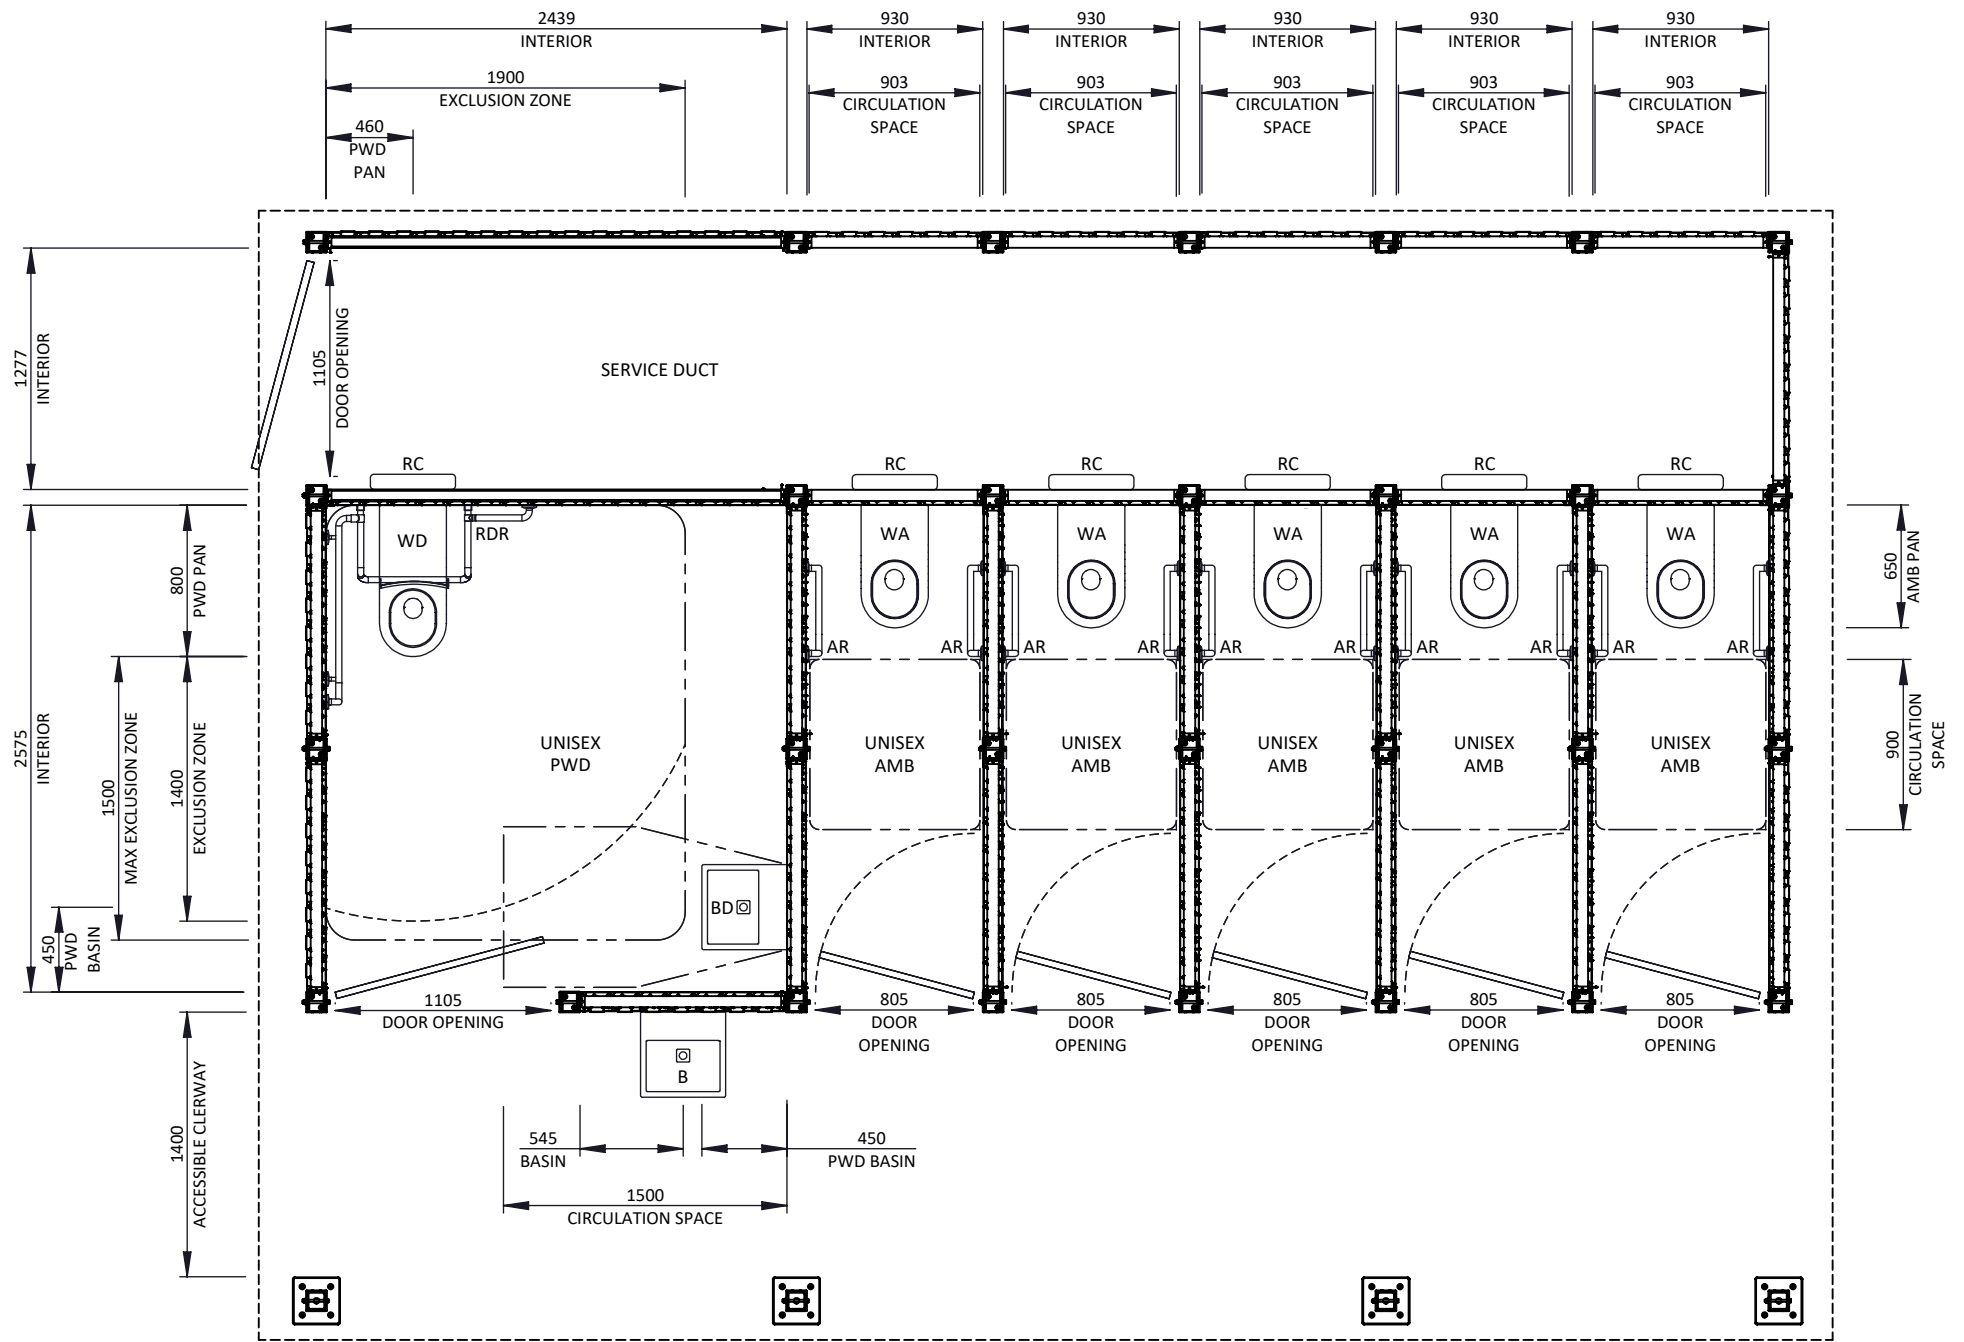 2439
INTERIOR
930
INTERIOR
930
INTERIOR
930
INTERIOR
930
INTERIOR
930
INTERIOR
1900
EXCLUSION ZONE
903
CIRCULATION
SPACE
903
CIRCULATION
SPACE
903
CIRCULATION
SPACE
903
CIRCULATION
SPACE
903
CIRCULATION
SPACE
460
PWD
PAN
1277
INTERIOR
1105
DOOR OPENING
SERVICE DUCT
RC
RC
RC
RC
RC
RC
WD
RDR
WA
WA
WA
WA
WA
800
PWD PAN
650
AMB PAN
AR
AR
AR
AR
AR
AR
AR
AR
AR
AR
2575
INTERIOR
1500
MAX EXCLUSION ZONE
1400
EXCLUSION ZONE
UNISEX
PWD
UNISEX
AMB
UNISEX
AMB
UNISEX
AMB
UNISEX
AMB
UNISEX
AMB
900
CIRCULATION
SPACE
450
PWD
BASIN
BD
1105
DOOR OPENING
805
DOOR
OPENING
805
DOOR
OPENING
805
DOOR
OPENING
805
DOOR
OPENING
805
DOOR
OPENING
B
1400
ACCESSIBLE CLERWAY
545
BASIN
450
PWD BASIN
1500
CIRCULATION SPACE